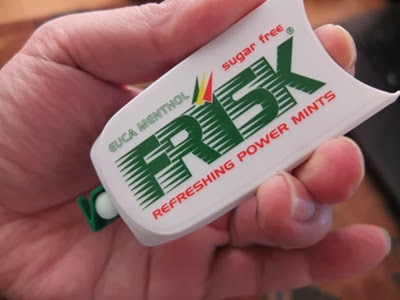 sugar free
EUCA MENTHOL
FRISK®
REFRESHING POWER MINTS